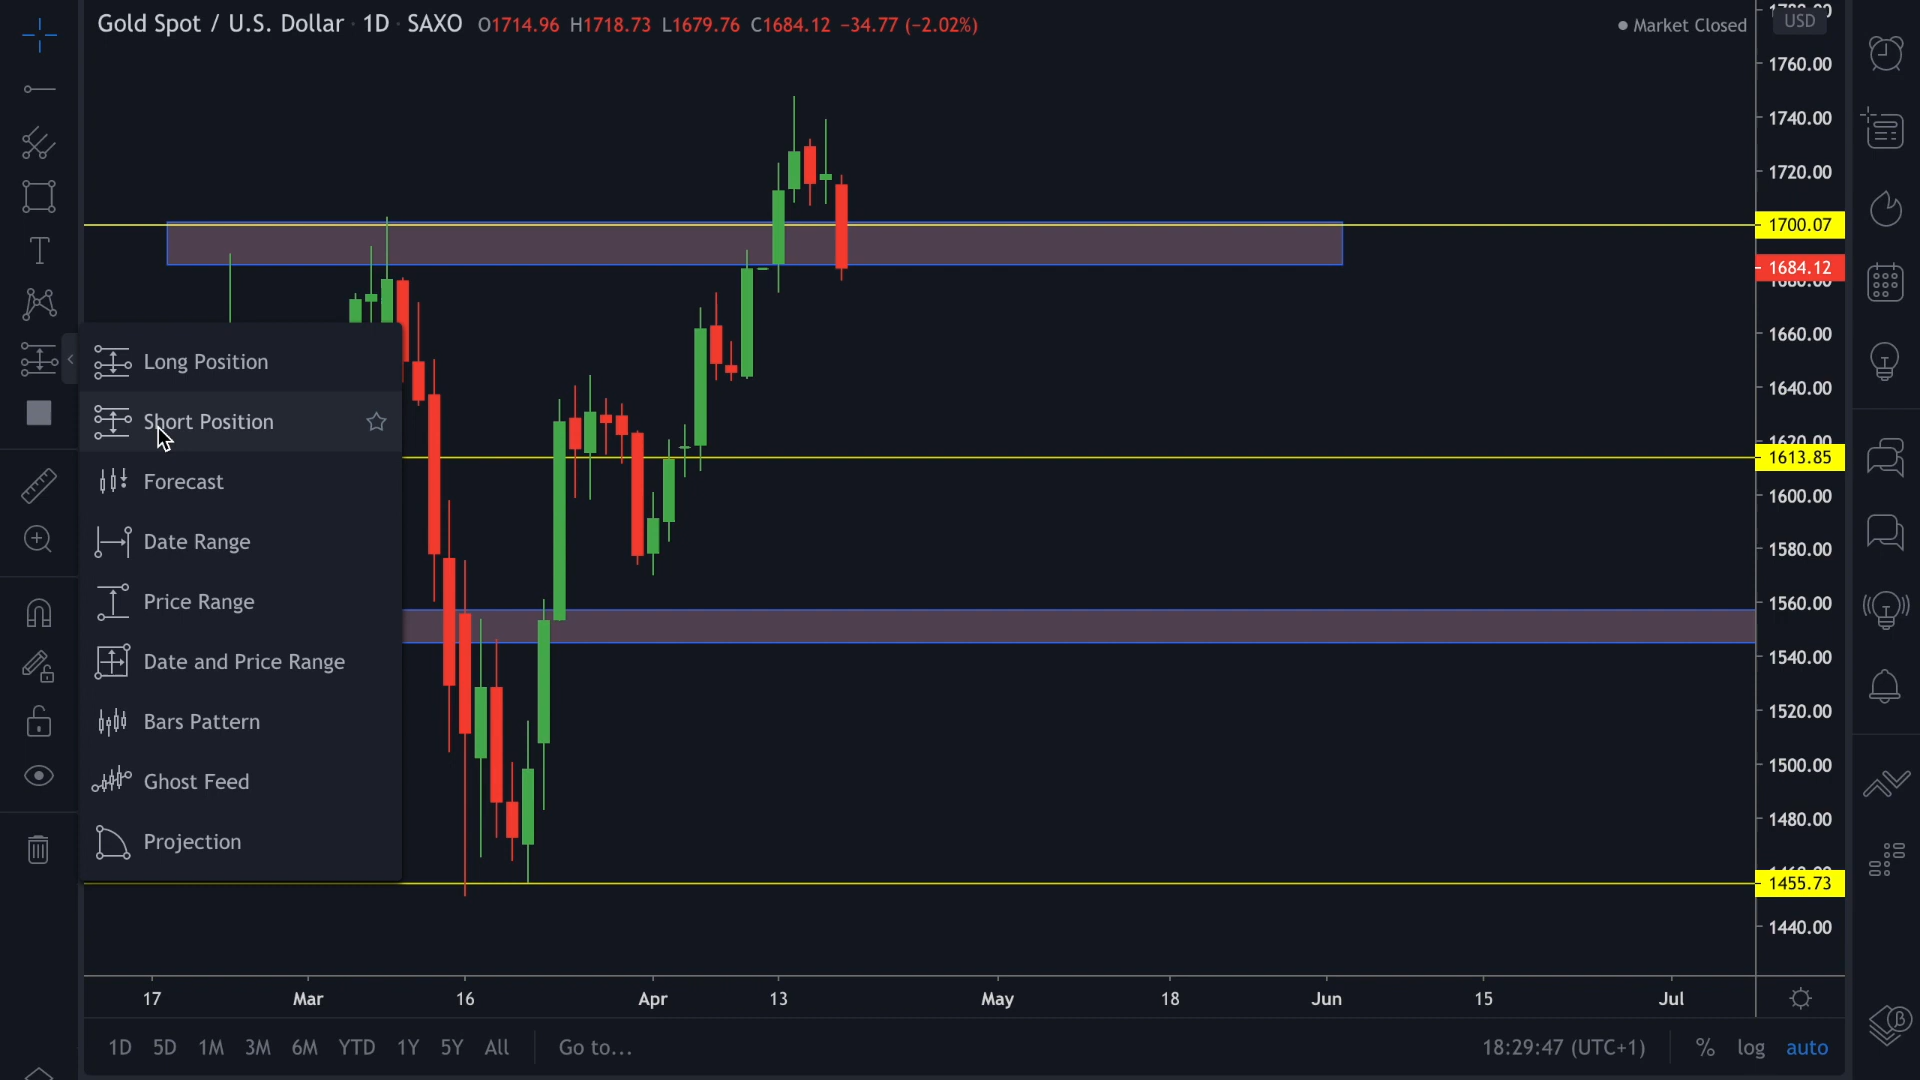 Gold Spot / U.S. Dollar · 1D · SAXO O1714.96 H1718.73 L1679.76 C1684.12 −34.77 (−2.02%)
Market Closed
USD
1760.00
1740.00
1720.00
1700.07
1684.12
1660.00
1640.00
1620.00
1613.85
1600.00
1580.00
1560.00
1540.00
1520.00
1500.00
1480.00
1455.73
1440.00
Long Position
Short Position
Forecast
Date Range
Price Range
Date and Price Range
Bars Pattern
Ghost Feed
Projection
17 Mar 16 Apr 13 May 18 Jun 15 Jul
1D 5D 1M 3M 6M YTD 1Y 5Y All Go to... 18:29:47 (UTC+1) % log auto